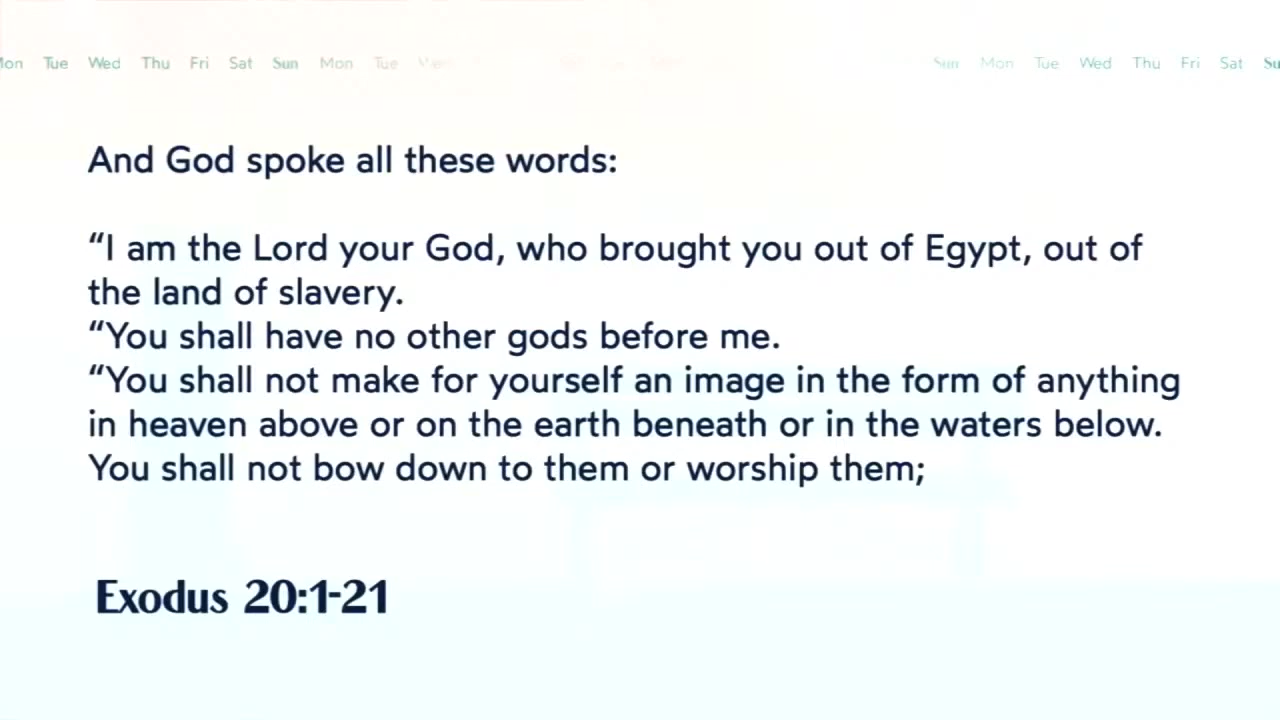 on Tue Wed Thu Fri Sat Sun Mon Tue Wed Sun Mon Tue Wed Thu Fri Sat Su
And God spoke all these words:
“I am the Lord your God, who brought you out of Egypt, out of
the land of slavery.
“You shall have no other gods before me.
“You shall not make for yourself an image in the form of anything
in heaven above or on the earth beneath or in the waters below.
You shall not bow down to them or worship them;
Exodus 20:1-21